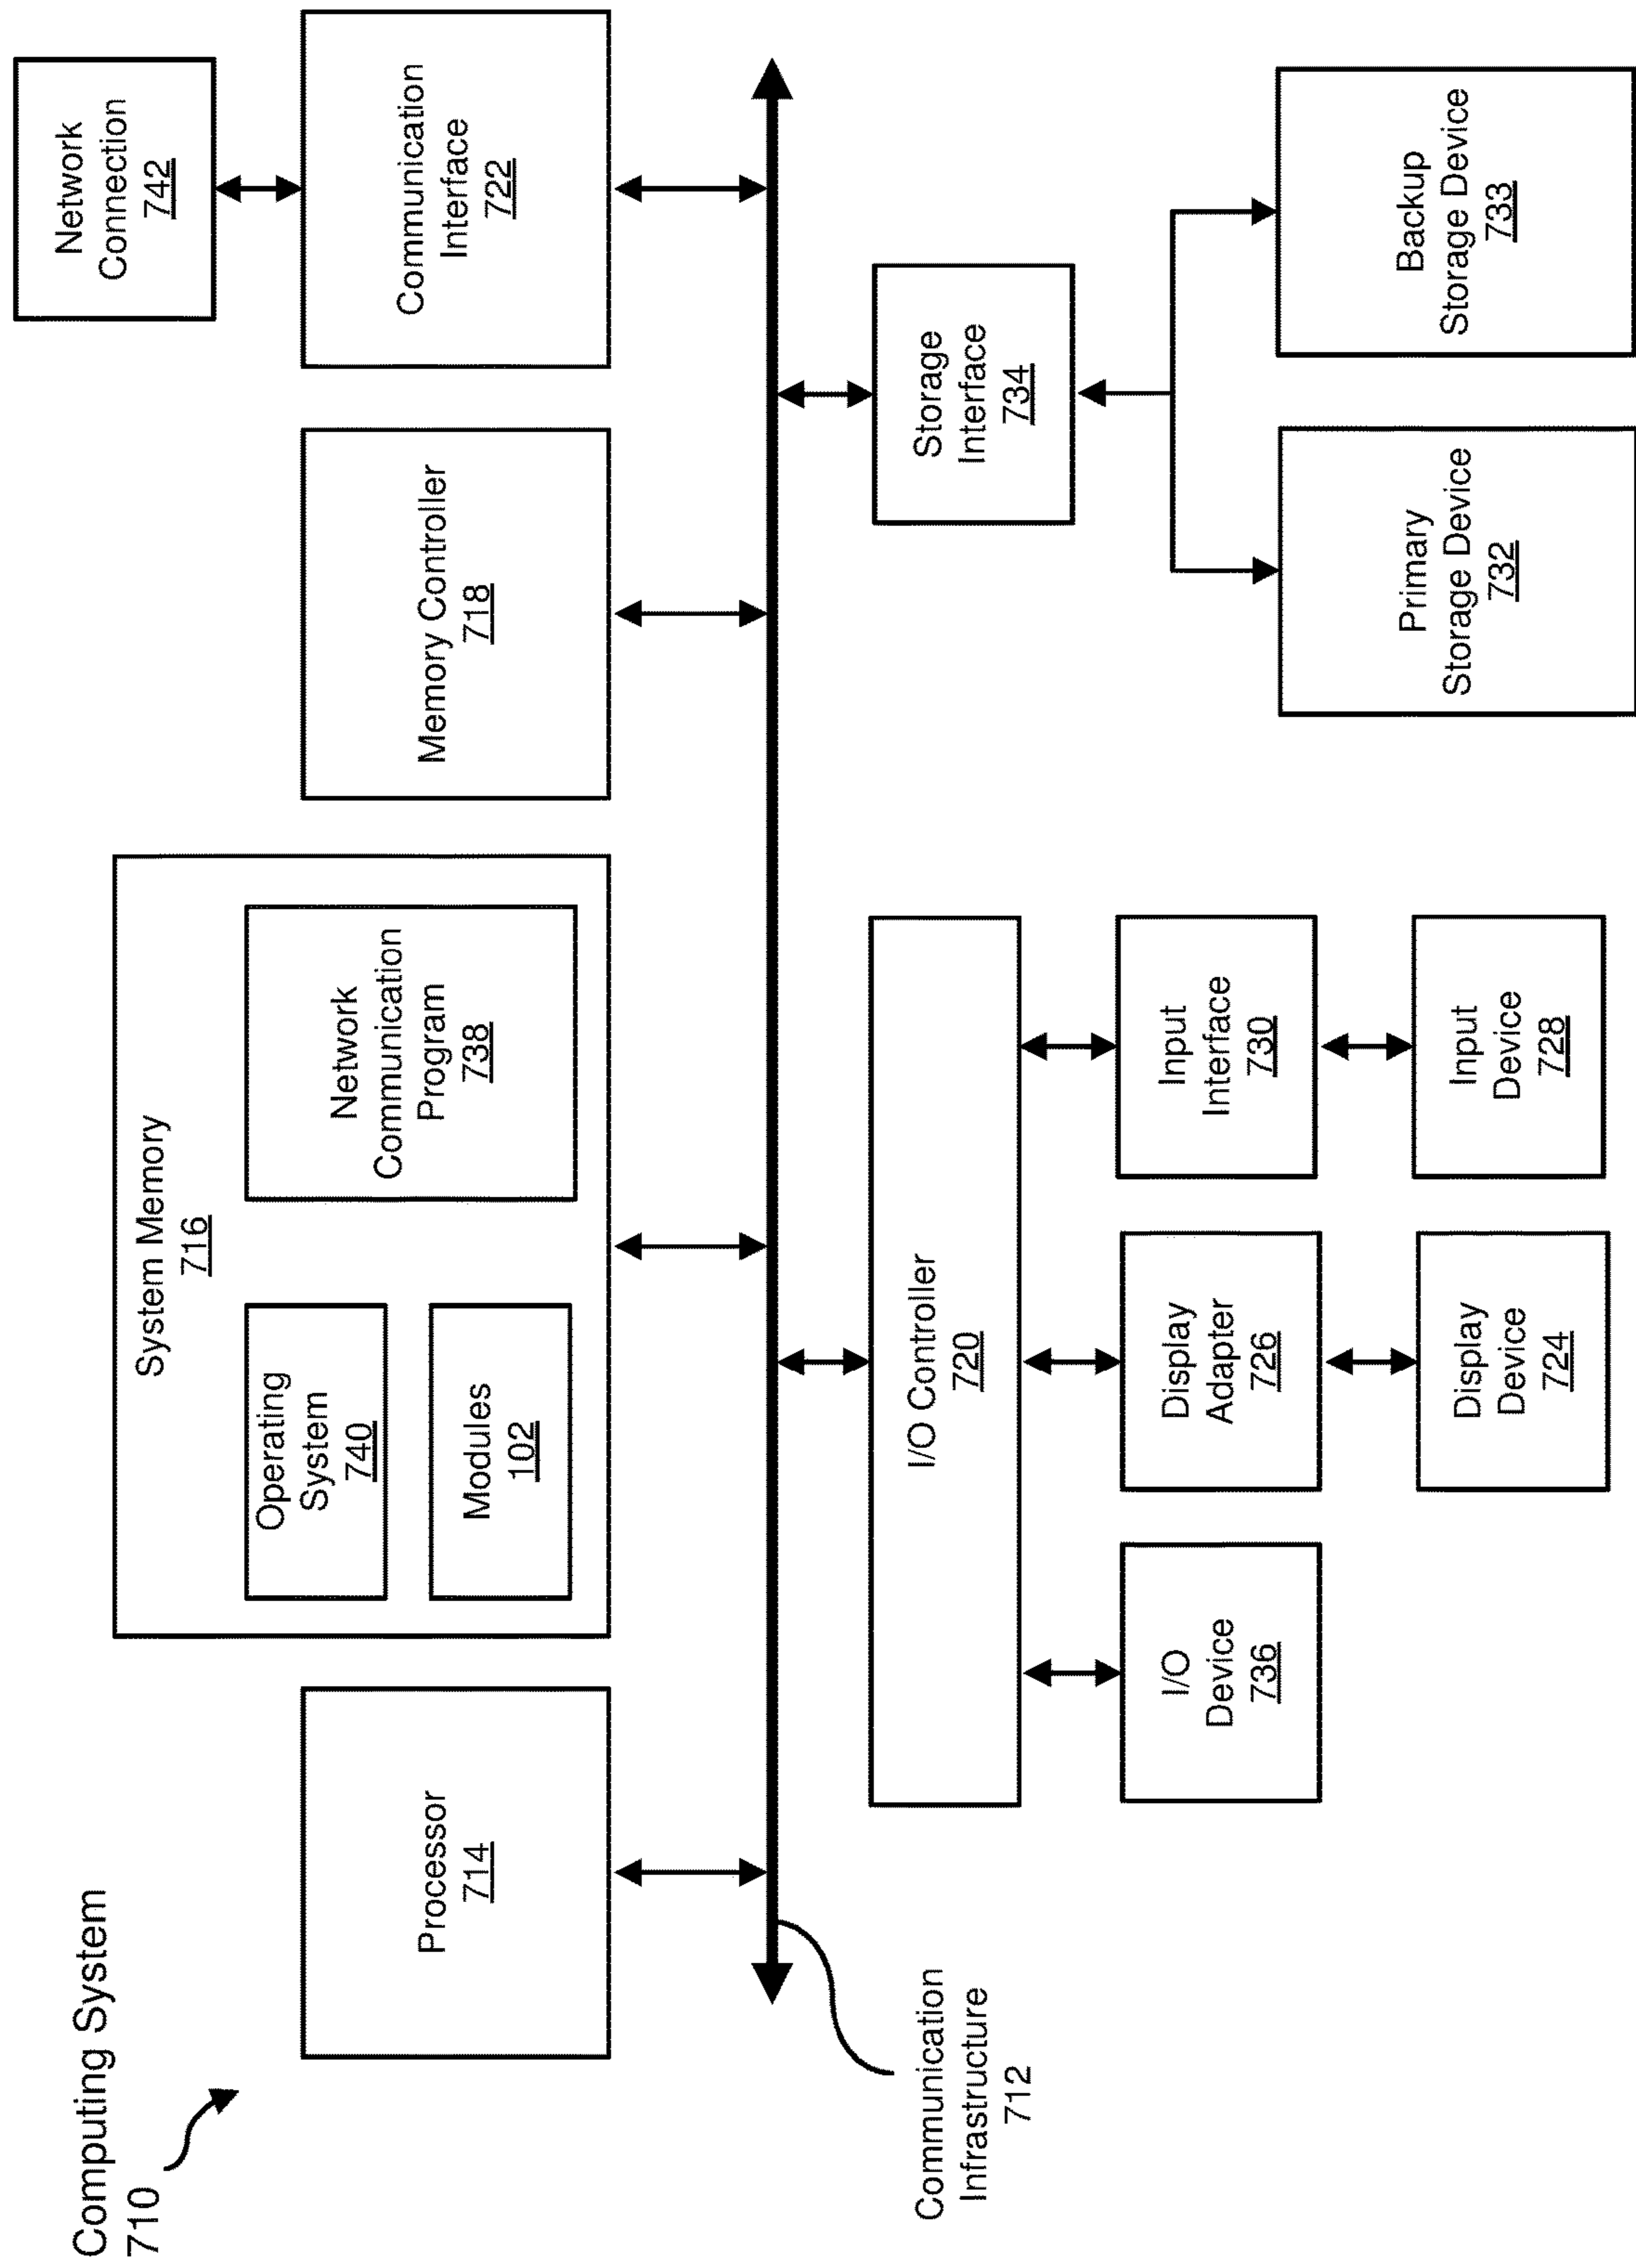 Computing System
710
Processor
714
System Memory
716
Operating
System
740
Modules
102
Network
Communication
Program
738
Memory Controller
718
Communication
Interface
722
Network
Connection
742
Communication
Infrastructure
712
I/O Controller
720
I/O
Device
736
Display
Adapter
726
Input
Interface
730
Display
Device
724
Input
Device
728
Storage
Interface
734
Primary
Storage Device
732
Backup
Storage Device
733